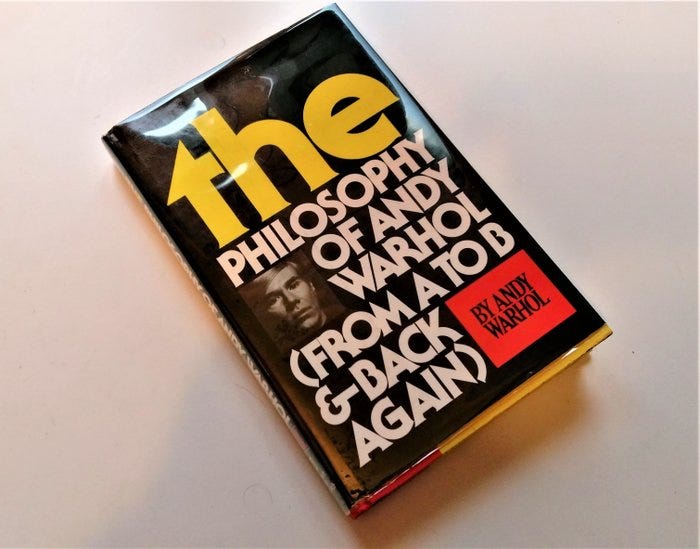 the
PHILOSOPHY
OF ANDY
WARHOL
(FROM A TO B
& BACK
AGAIN)
BY ANDY
WARHOL